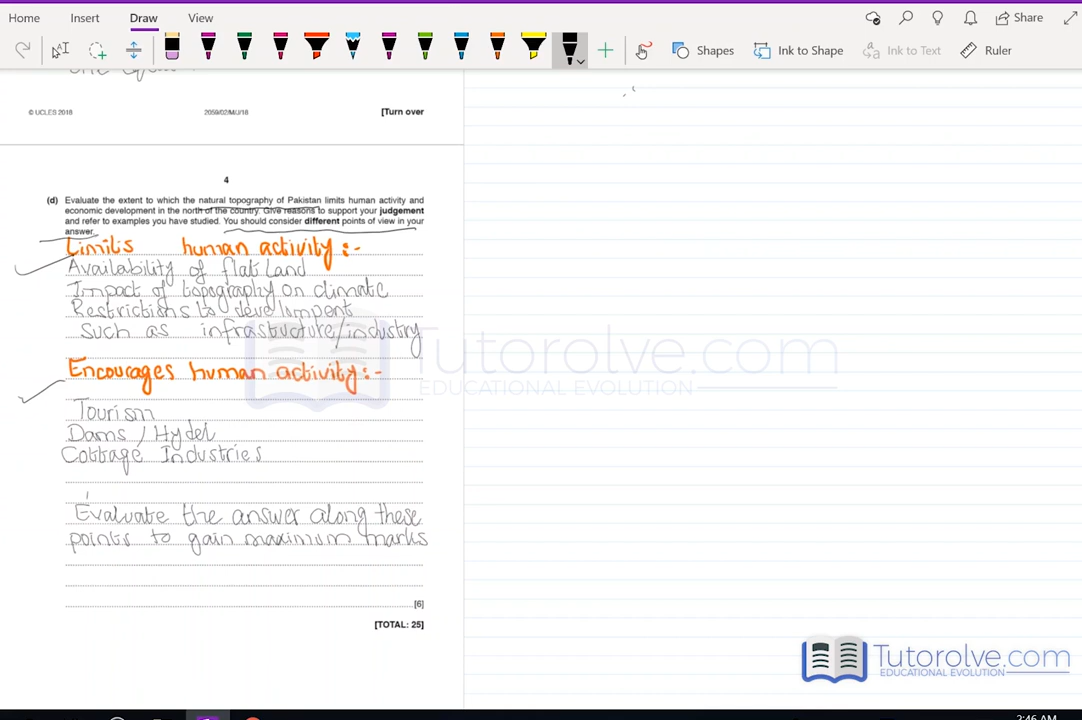 Home Insert Draw View Share
Shapes Ink to Shape Ink to Text Ruler
© UCLES 2018 2059/02/M/J/18 [Turn over
4
(d) Evaluate the extent to which the natural topography of Pakistan limits human activity and
economic development in the north of the country. Give reasons to support your judgement
and refer to examples you have studied. You should consider different points of view in your
answer.
Limits human activity :-
Availability of flat Land
Impact of topography on climatic
Restrictions to development
such as infrastucture/industry
Encourages human activity :-
Tourism
Dams / Hydel
Cottage Industries
Evaluate the answer along these
points to gain maximum marks
[6]
[TOTAL: 25]
Tutorolve.com
EDUCATIONAL EVOLUTION
Tutorolve.com
EDUCATIONAL EVOLUTION